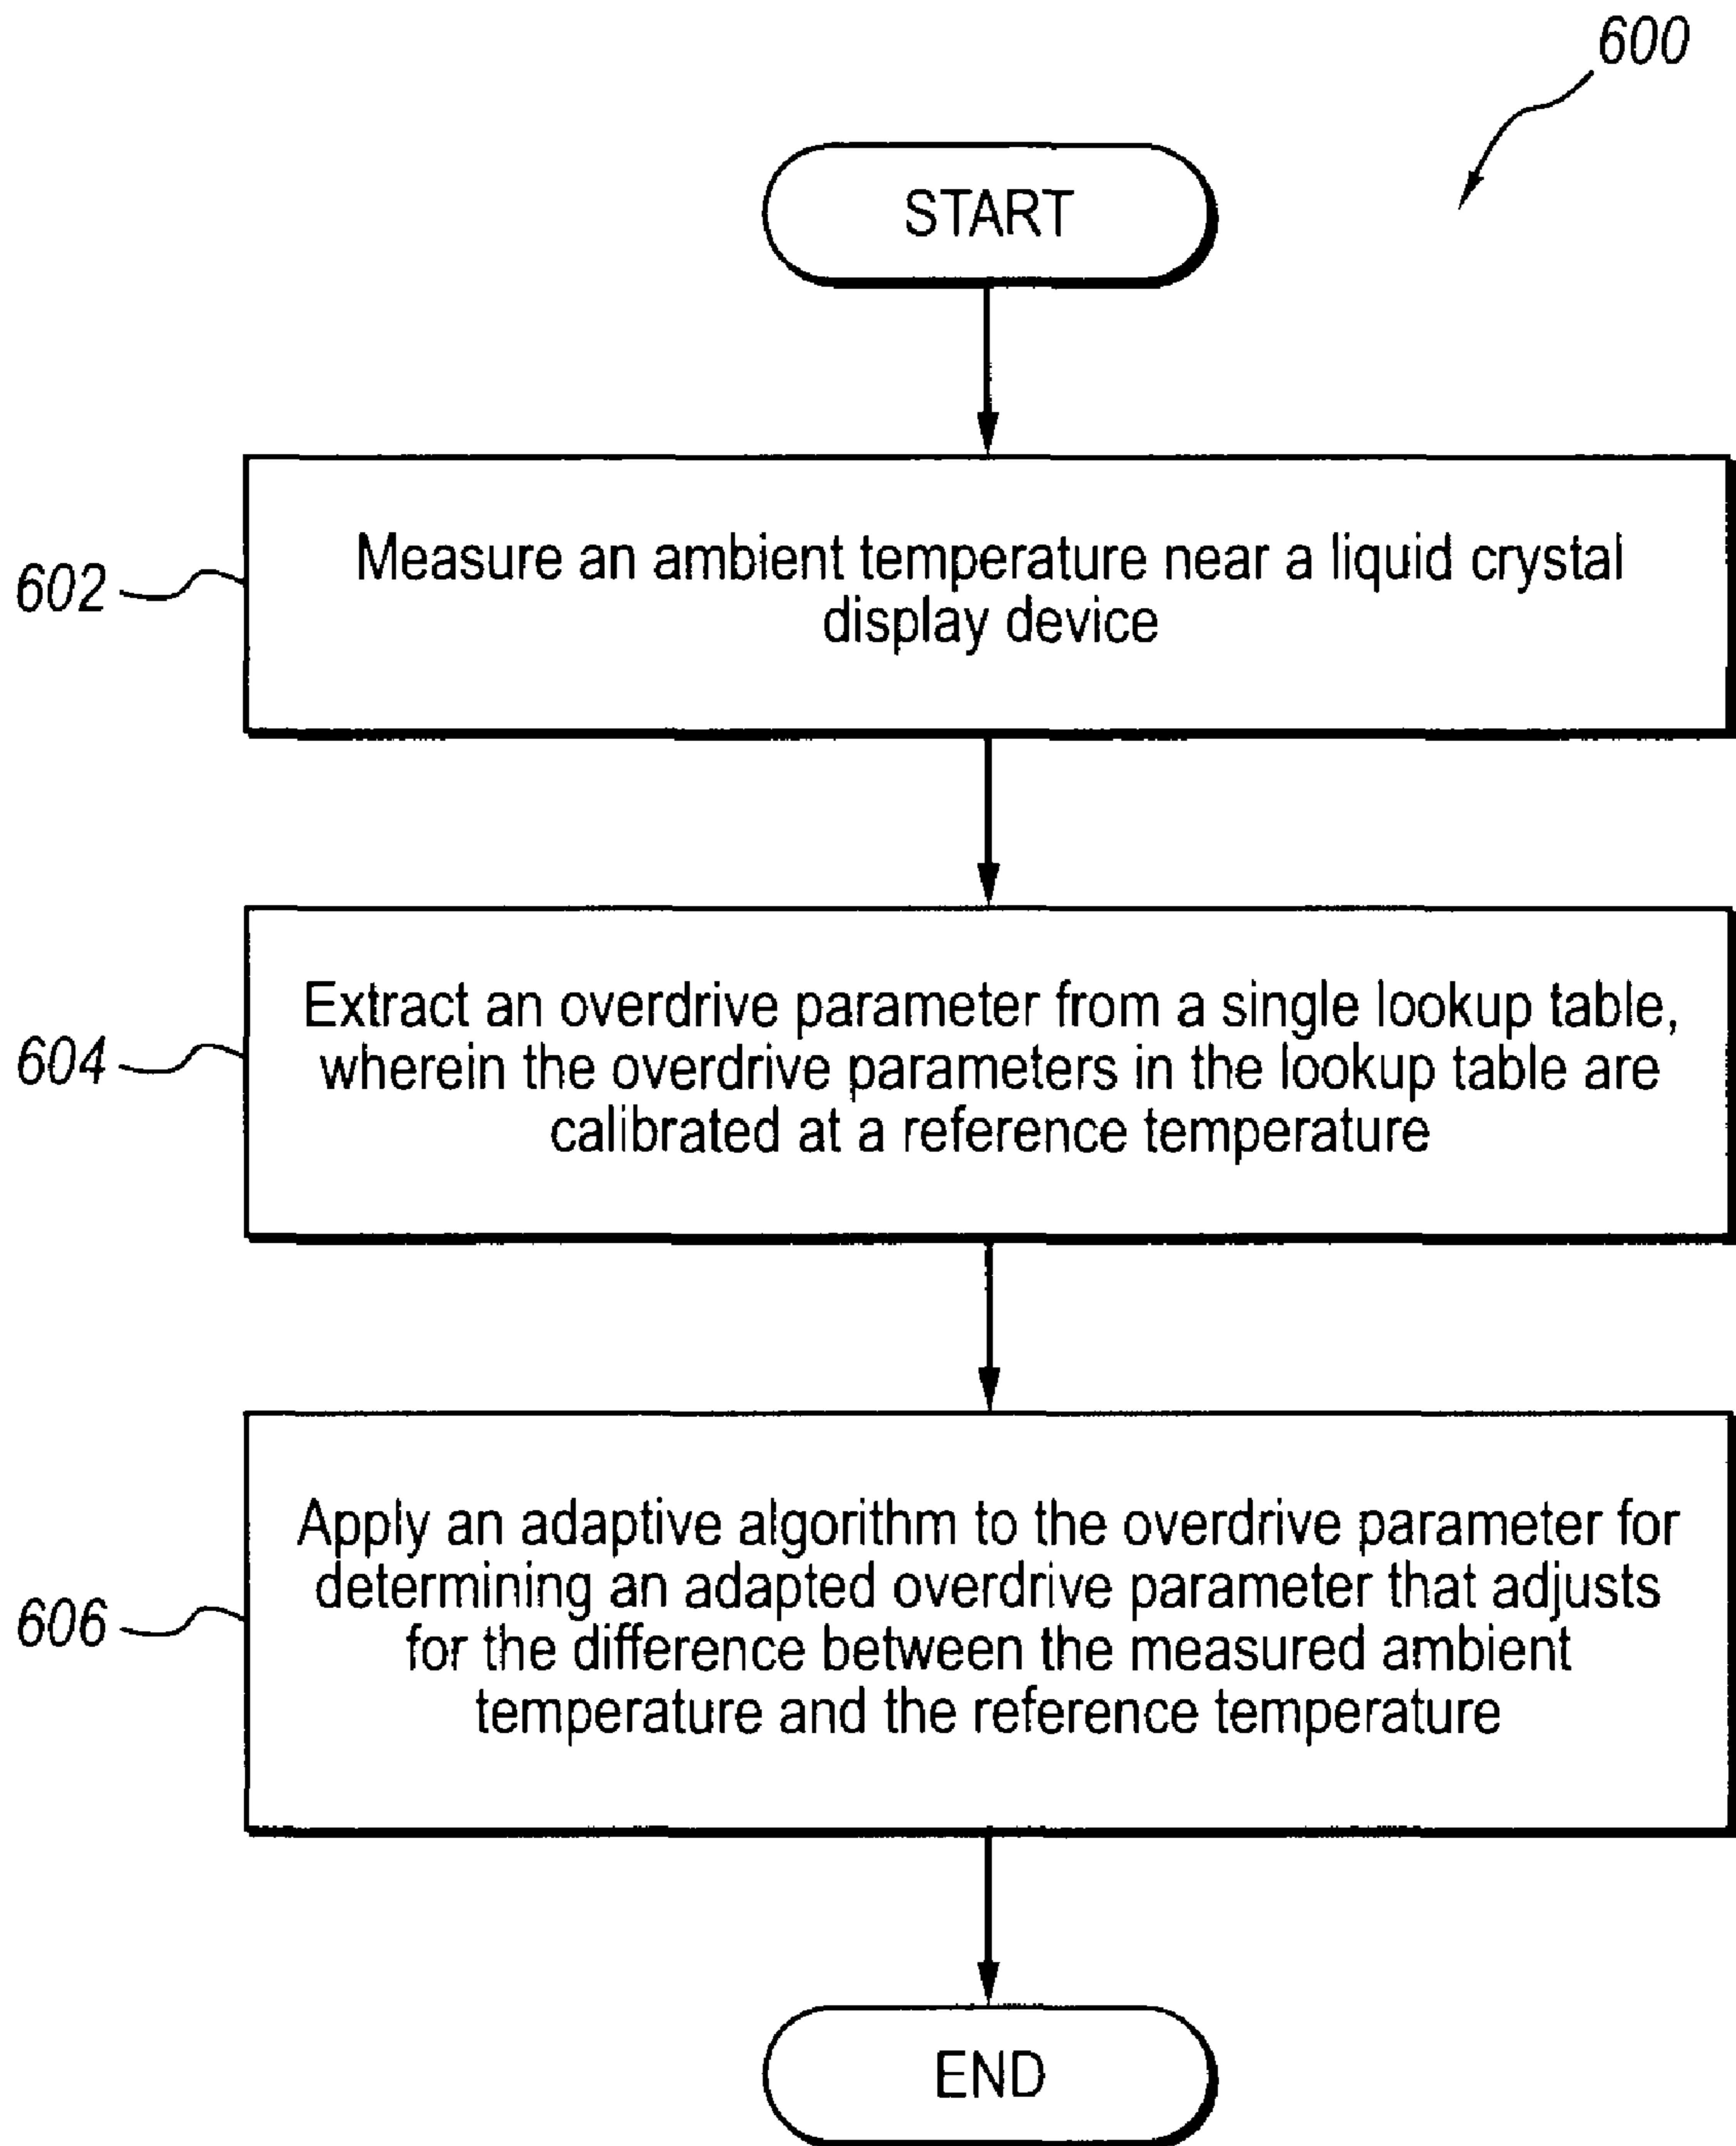 600
START
602
Measure an ambient temperature near a liquid crystal
display device
604
Extract an overdrive parameter from a single lookup table,
wherein the overdrive parameters in the lookup table are
calibrated at a reference temperature
606
Apply an adaptive algorithm to the overdrive parameter for
determining an adapted overdrive parameter that adjusts
for the difference between the measured ambient
temperature and the reference temperature
END